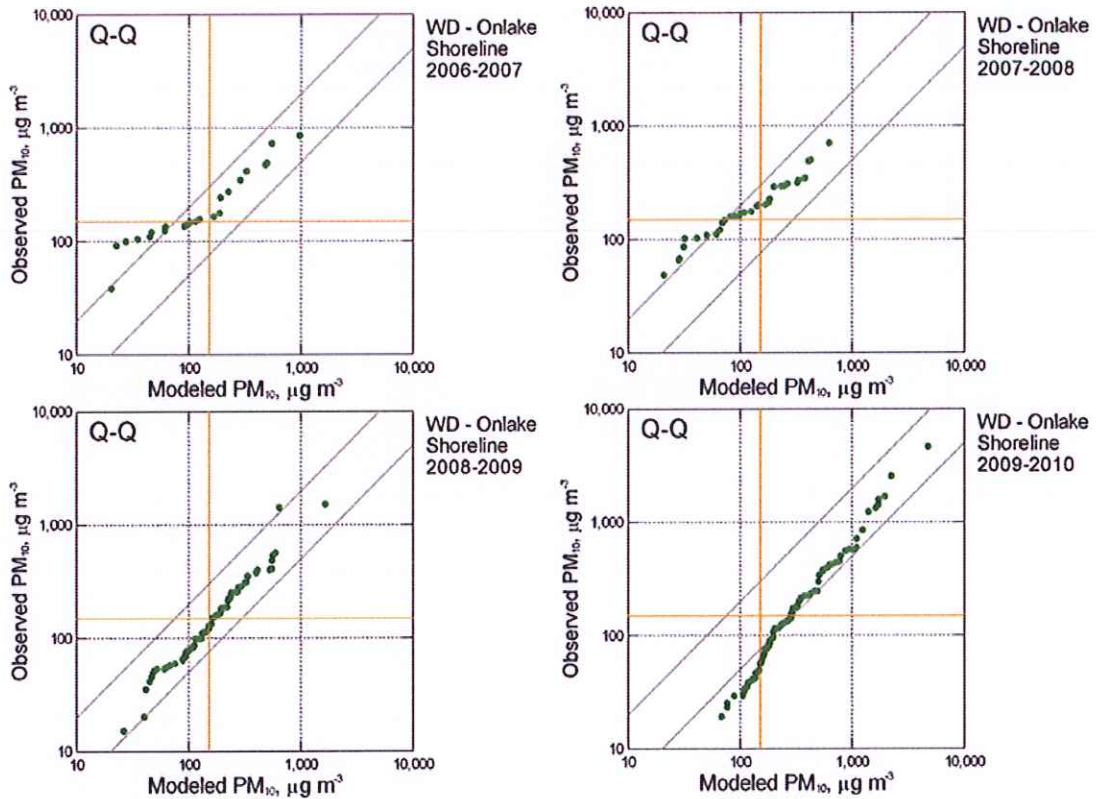 Q-Q
WD - Onlake
Shoreline
2006-2007
10,000
1,000
100
10
Observed PM₁₀, µg m⁻³
10
100
1,000
10,000
Modeled PM₁₀, µg m⁻³
Q-Q
WD - Onlake
Shoreline
2007-2008
10,000
1,000
100
10
Observed PM₁₀, µg m⁻³
10
100
1,000
10,000
Modeled PM₁₀, µg m⁻³
Q-Q
WD - Onlake
Shoreline
2008-2009
10,000
1,000
100
10
Observed PM₁₀, µg m⁻³
10
100
1,000
10,000
Modeled PM₁₀, µg m⁻³
Q-Q
WD - Onlake
Shoreline
2009-2010
10,000
1,000
100
10
Observed PM₁₀, µg m⁻³
10
100
1,000
10,000
Modeled PM₁₀, µg m⁻³